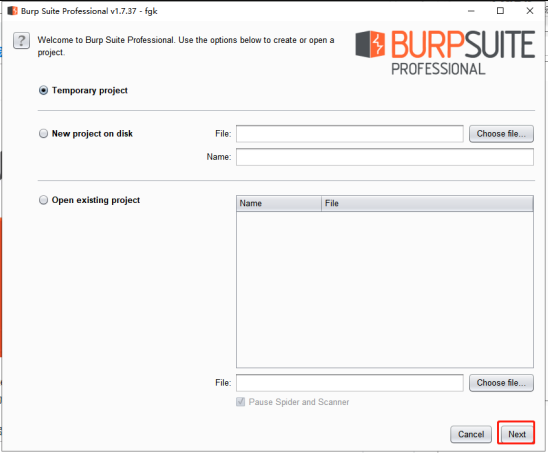 Burp Suite Professional v1.7.37 - fgk
?
Welcome to Burp Suite Professional. Use the options below to create or open a
project.
BURPSUITE
PROFESSIONAL
Temporary project
New project on disk
File:
Choose file...
Name:
Open existing project
Name File
File:
Choose file...
Pause Spider and Scanner
Cancel Next